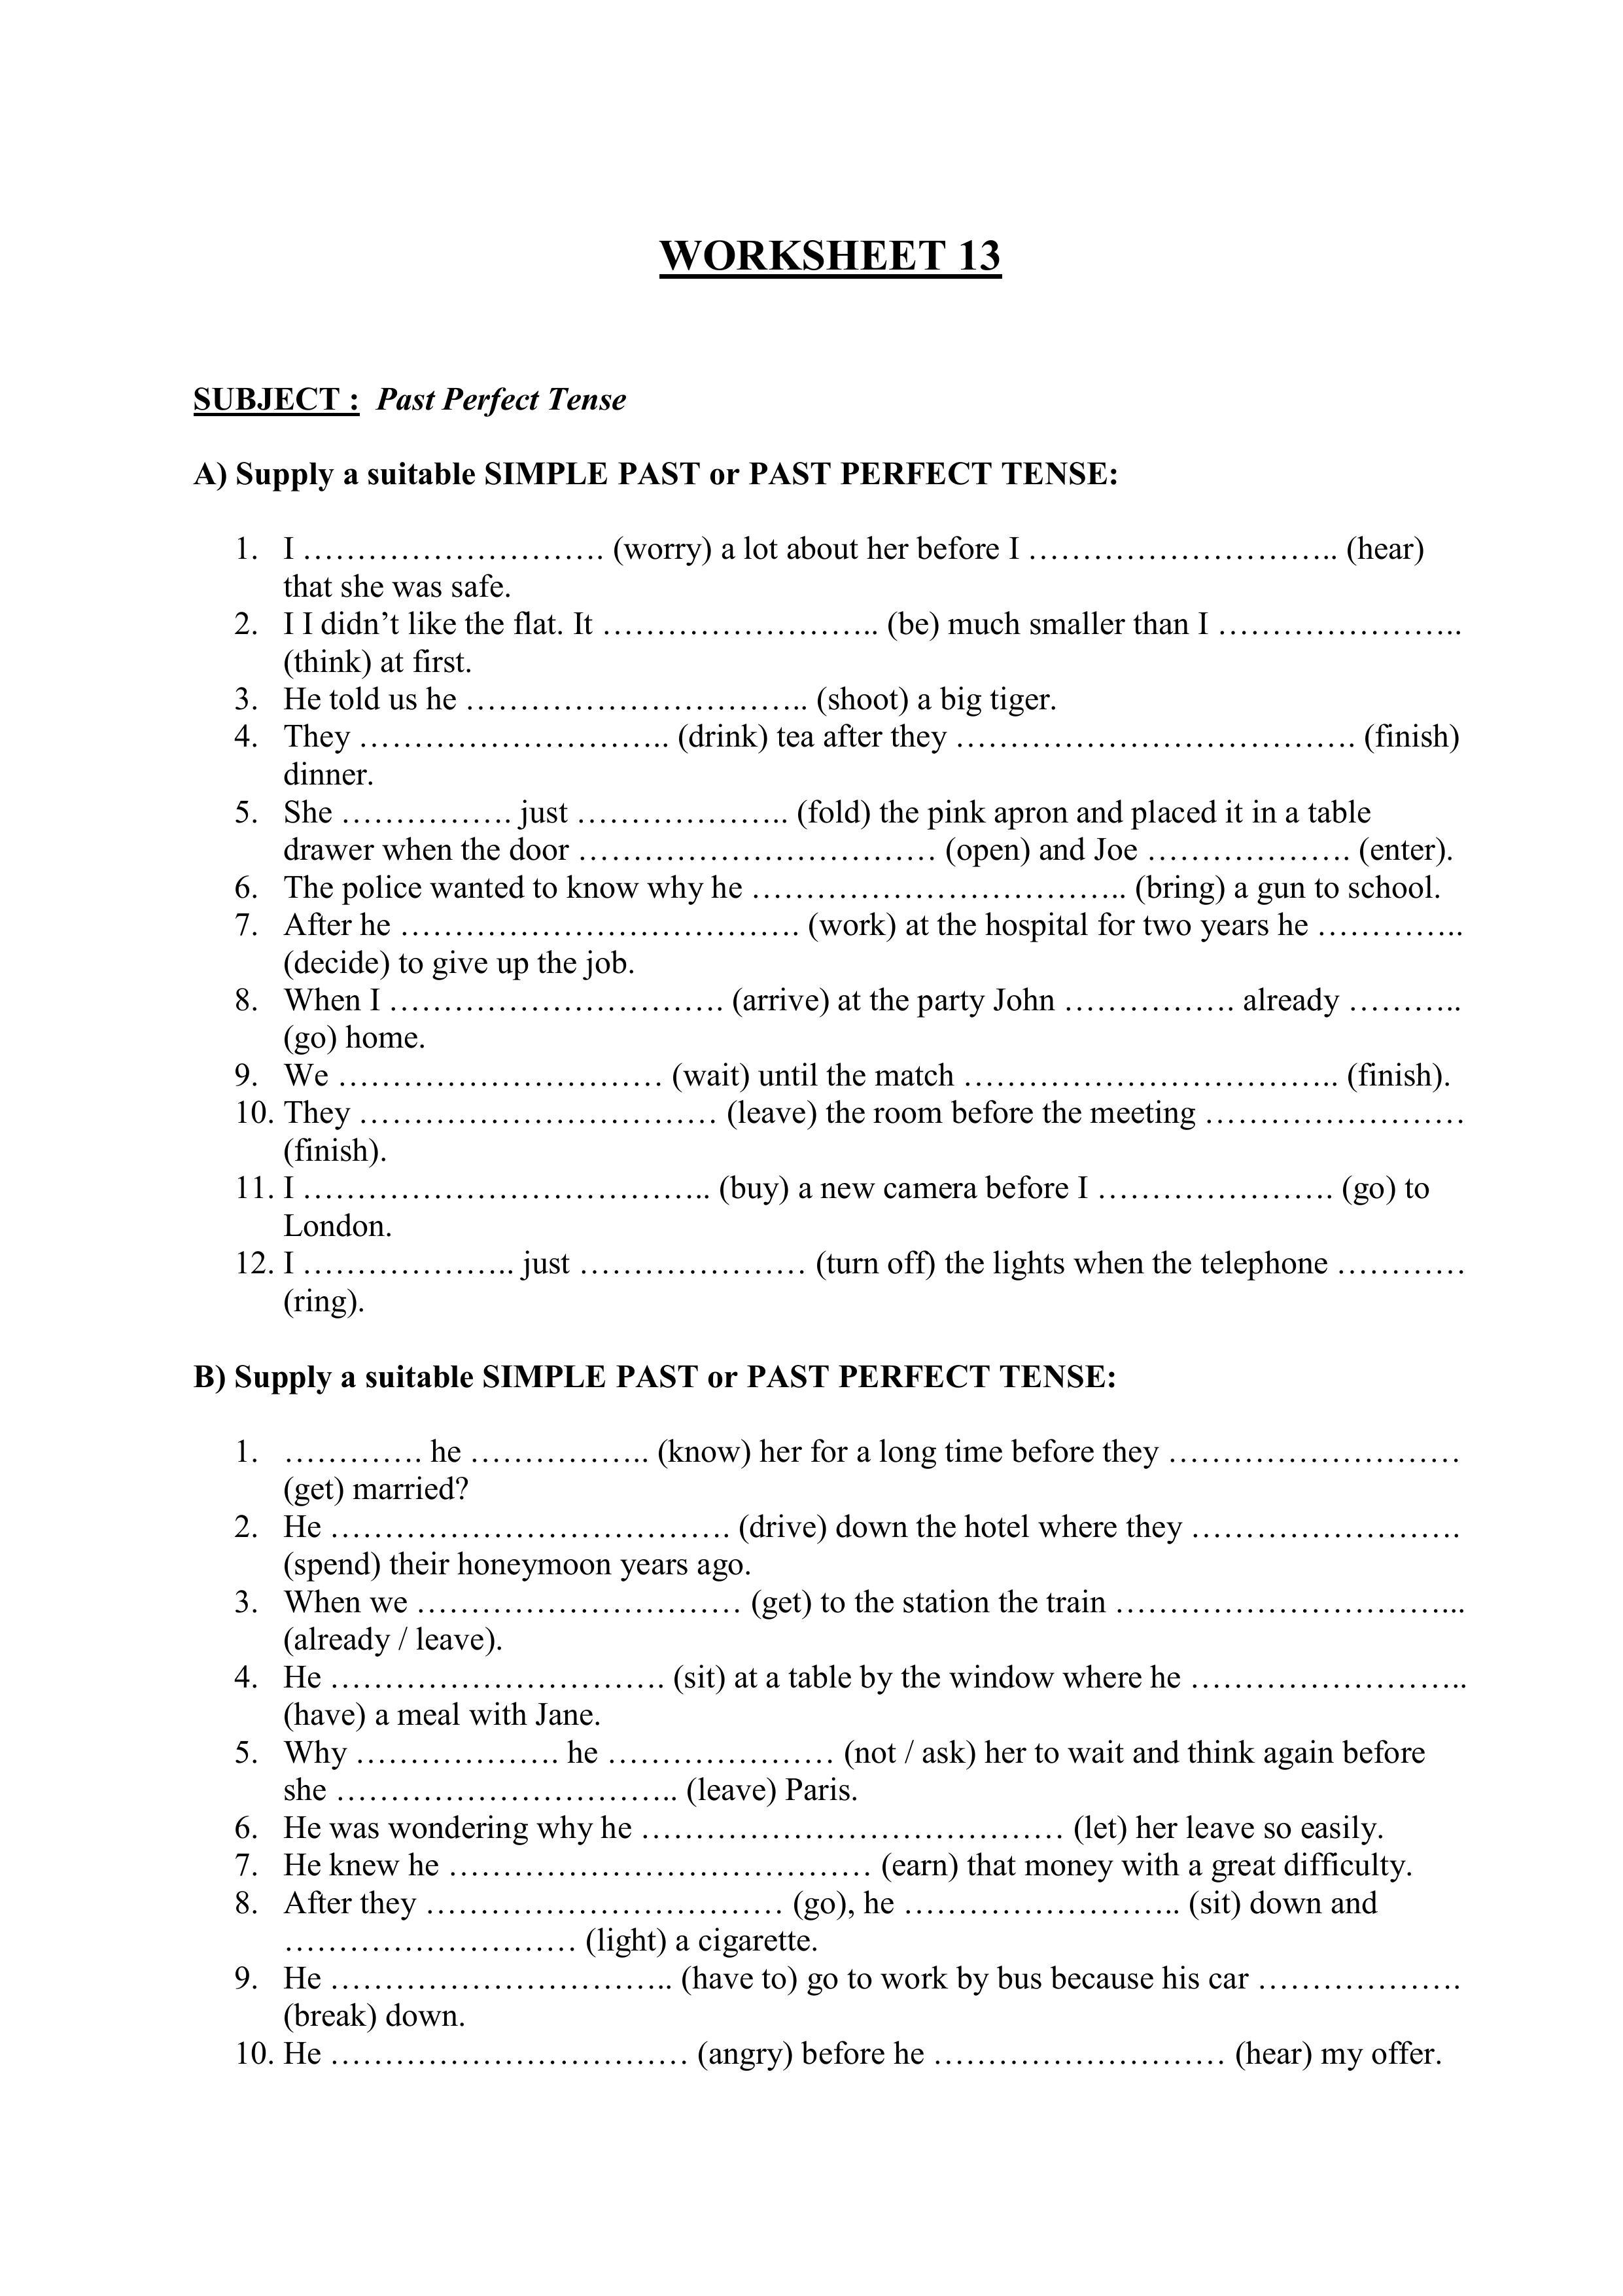 WORKSHEET 13
SUBJECT : Past Perfect Tense
A) Supply a suitable SIMPLE PAST or PAST PERFECT TENSE:
1. I ………………………. (worry) a lot about her before I ……………………….. (hear)
that she was safe.
2. I I didn’t like the flat. It …………………….. (be) much smaller than I …………………..
(think) at first.
3. He told us he ………………………….. (shoot) a big tiger.
4. They ……………………….. (drink) tea after they ………………………………. (finish)
dinner.
5. She ……………. just ……………….. (fold) the pink apron and placed it in a table
drawer when the door …………………………… (open) and Joe ………………. (enter).
6. The police wanted to know why he …………………………….. (bring) a gun to school.
7. After he ………………………………. (work) at the hospital for two years he …………..
(decide) to give up the job.
8. When I …………………………. (arrive) at the party John ……………. already ………..
(go) home.
9. We ………………………… (wait) until the match …………………………….. (finish).
10. They …………………………… (leave) the room before the meeting ……………………
(finish).
11. I ……………………………….. (buy) a new camera before I …………………. (go) to
London.
12. I ……………….. just ………………… (turn off) the lights when the telephone …………
(ring).
B) Supply a suitable SIMPLE PAST or PAST PERFECT TENSE:
1. …………. he …………….. (know) her for a long time before they ………………………
(get) married?
2. He ………………………………. (drive) down the hotel where they …………………….
(spend) their honeymoon years ago.
3. When we ………………………… (get) to the station the train …………………………...
(already / leave).
4. He …………………………. (sit) at a table by the window where he ……………………..
(have) a meal with Jane.
5. Why ………………. he ………………… (not / ask) her to wait and think again before
she ………………………….. (leave) Paris.
6. He was wondering why he ………………………………… (let) her leave so easily.
7. He knew he ………………………………… (earn) that money with a great difficulty.
8. After they …………………………… (go), he …………………….. (sit) down and
……………………… (light) a cigarette.
9. He ………………………….. (have to) go to work by bus because his car ……………….
(break) down.
10. He …………………………… (angry) before he ……………………… (hear) my offer.